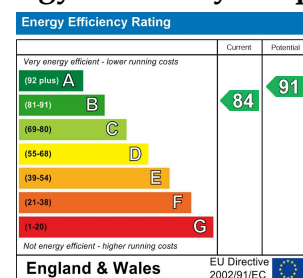 Energy Efficiency Rating
Current Potential
Very energy efficient - lower running costs
(92 plus) A
(81-91) B
(69-80) C
(55-68) D
(39-54) E
(21-38) F
(1-20) G
84
91
Not energy efficient - higher running costs
England & Wales
EU Directive
2002/91/EC